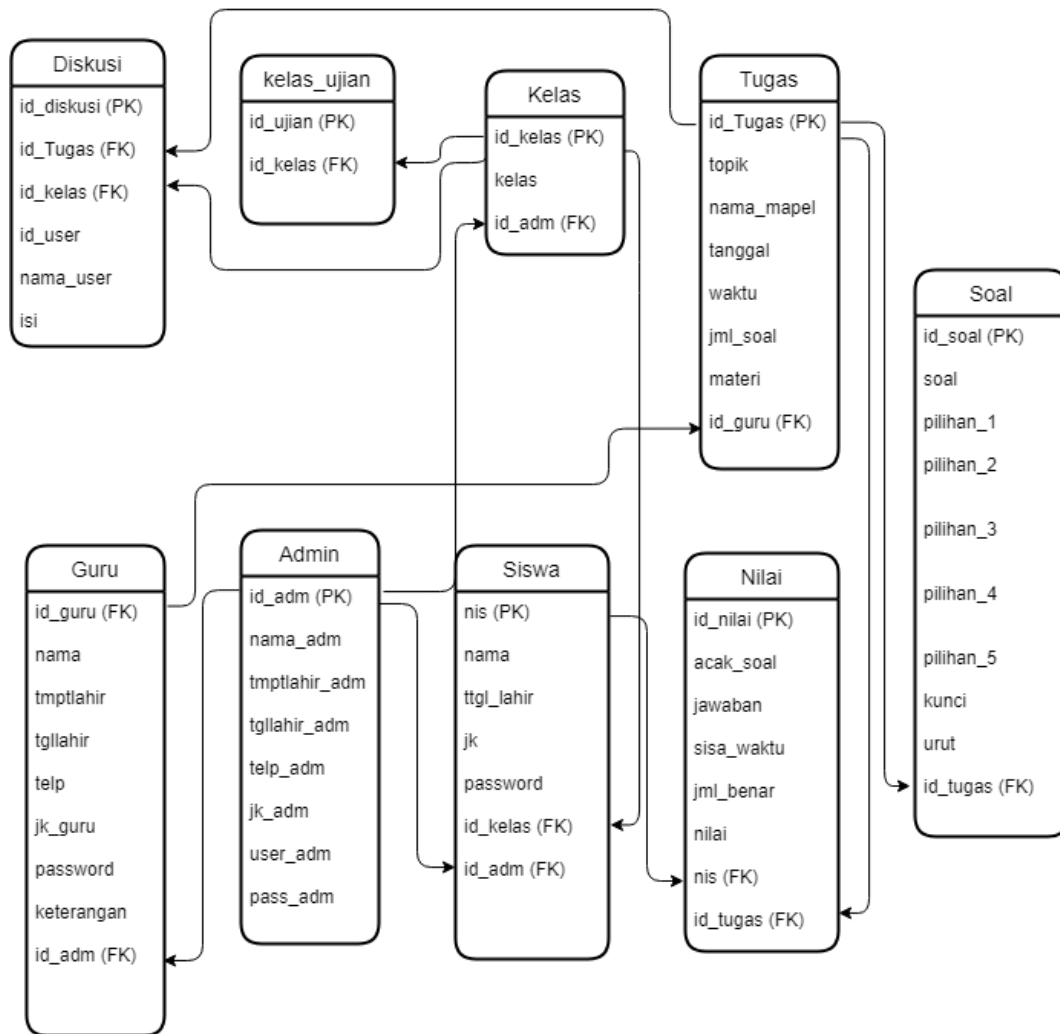 Diskusi
id_diskusi (PK)
id_Tugas (FK)
id_kelas (FK)
id_user
nama_user
isi
kelas_ujian
id_ujian (PK)
id_kelas (FK)
Kelas
id_kelas (PK)
kelas
id_adm (FK)
Tugas
id_Tugas (PK)
topik
nama_mapel
tanggal
waktu
jml_soal
materi
id_guru (FK)
Soal
id_soal (PK)
soal
pilihan_1
pilihan_2
pilihan_3
pilihan_4
pilihan_5
kunci
urut
id_tugas (FK)
Guru
id_guru (FK)
nama
tmptlahir
tgllahir
telp
jk_guru
password
keterangan
id_adm (FK)
Admin
id_adm (PK)
nama_adm
tmptlahir_adm
tgllahir_adm
telp_adm
jk_adm
user_adm
pass_adm
Siswa
nis (PK)
nama
ttgl_lahir
jk
password
id_kelas (FK)
id_adm (FK)
Nilai
id_nilai (PK)
acak_soal
jawaban
sisa_waktu
jml_benar
nilai
nis (FK)
id_tugas (FK)